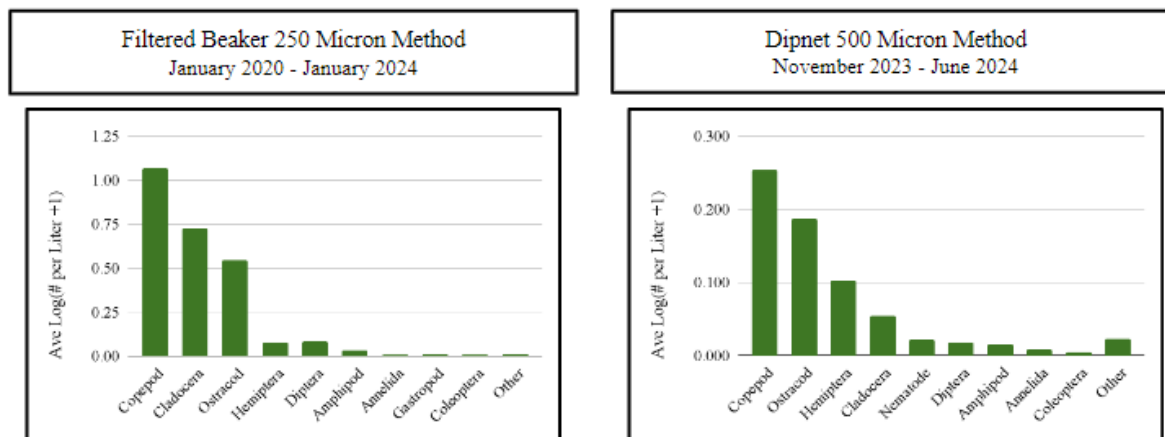 Filtered Beaker 250 Micron Method
January 2020 - January 2024
Ave Log(# per Liter +1)
1.25
1.00
0.75
0.50
0.25
0.00
Copepod
Cladocera
Ostracod
Hemiptera
Diptera
Amphipod
Annelida
Gastropod
Coleoptera
Other
Dipnet 500 Micron Method
November 2023 - June 2024
Ave Log(# per Liter +1)
0.300
0.200
0.100
0.000
Copepod
Ostracod
Hemiptera
Cladocera
Nematode
Diptera
Amphipod
Annelida
Coleoptera
Other